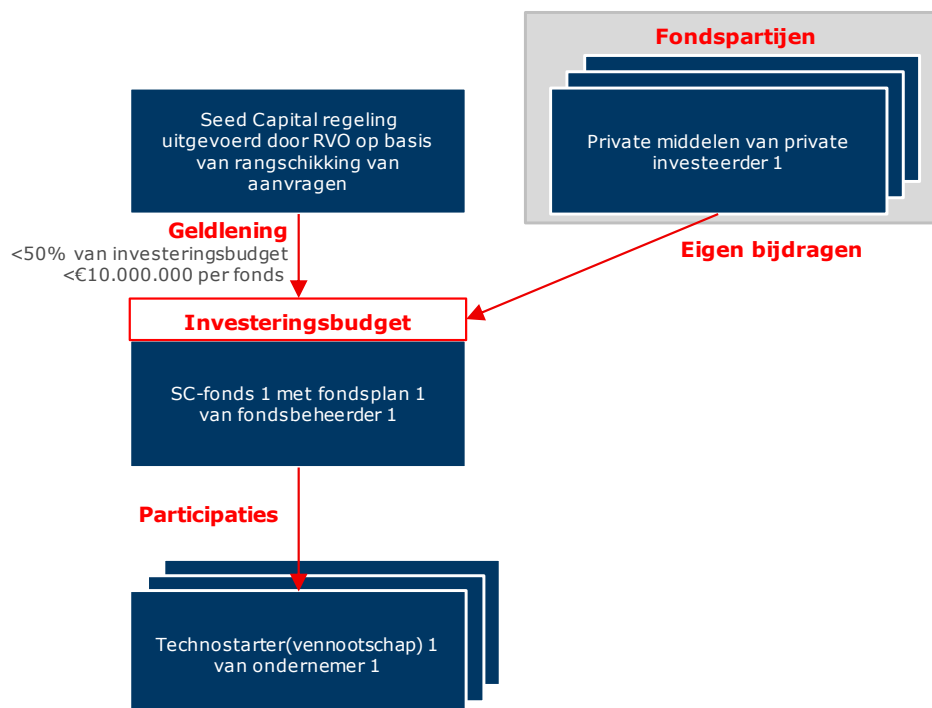 Fondspartijen
Seed Capital regeling
uitgevoerd door RVO op basis
van rangschikking van
aanvragen
Private middelen van private
investeerder 1
Geldlening
<50% van investeringsbudget
<€10.000.000 per fonds
Eigen bijdragen
Investeringsbudget
SC-fonds 1 met fondsplan 1
van fondsbeheerder 1
Participaties
Technostarter(vennootschap) 1
van ondernemer 1